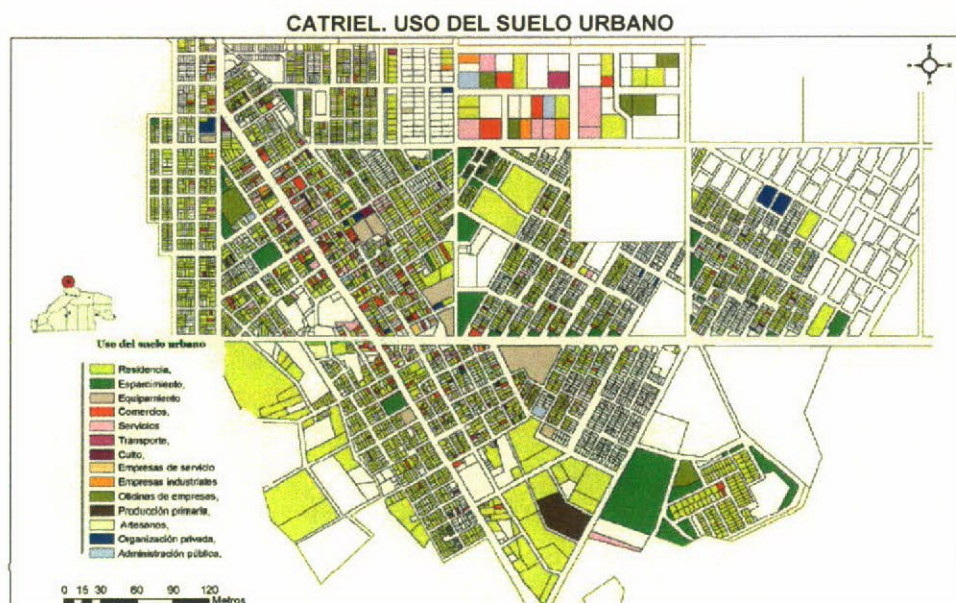 CATRIEL. USO DEL SUELO URBANO
Uso del suelo urbano
Residencia,
Esparcimiento,
Equipamiento
Comercios,
Servicios
Transporte,
Culto,
Empresas de servicio
Empresas industriales
Oficinas de empresas,
Producción primaria,
Artesanos,
Organización privada,
Administración pública,
0 15 30 60 90 120
Metros